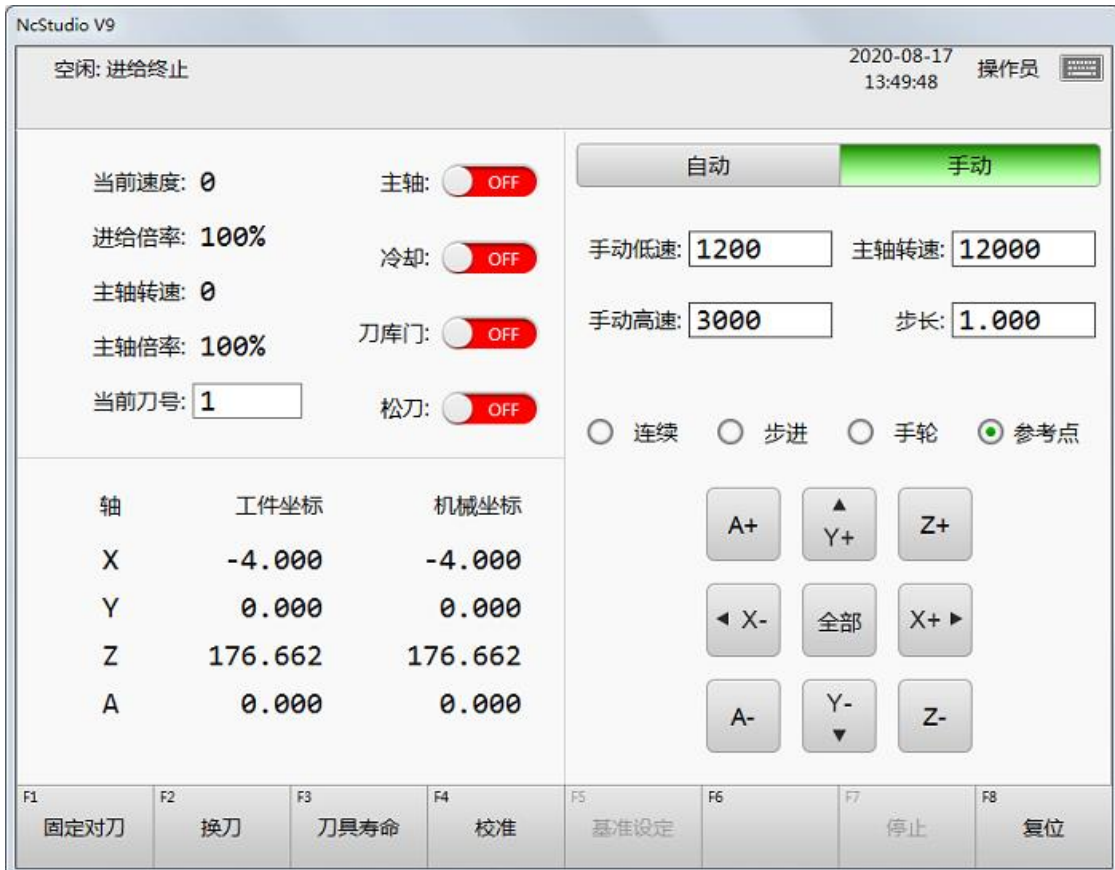 NcStudio V9
空闲: 进给终止
2020-08-17
13:49:48
操作员
当前速度: 0
主轴: OFF
进给倍率: 100%
冷却: OFF
主轴转速: 0
刀库门: OFF
主轴倍率: 100%
当前刀号: 1
松刀: OFF
自动 手动
手动低速: 1200 主轴转速: 12000
手动高速: 3000 步长: 1.000
连续 步进 手轮 参考点
轴 工件坐标 机械坐标
X -4.000 -4.000
Y 0.000 0.000
Z 176.662 176.662
A 0.000 0.000
A+ Y+ Z+
X- 全部 X+
A- Y- Z-
F1 F2 F3 F4 F5 F6 F7 F8
固定对刀 换刀 刀具寿命 校准 基准设定 停止 复位